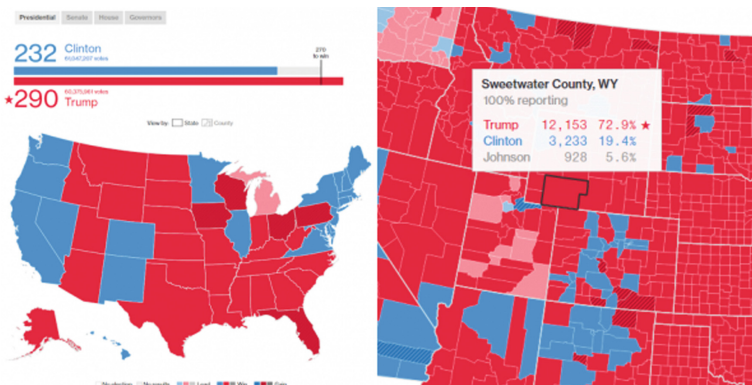 Presidential Senate House Governors
232 Clinton
270
to win
★290 Trump
View by: State County
Sweetwater County, WY
100% reporting
Trump 12,153 72.9% ★
Clinton 3,233 19.4%
Johnson 928 5.6%